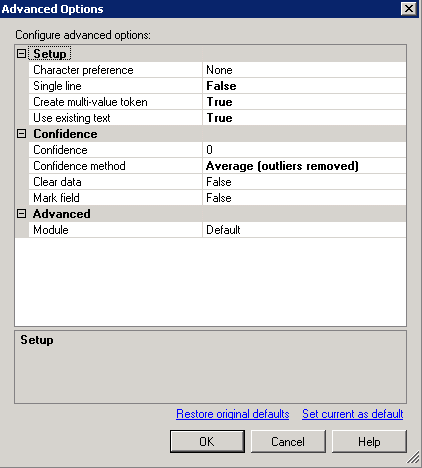 Advanced Options
Configure advanced options:
Setup
Character preference None
Single line False
Create multi-value token True
Use existing text True
Confidence
Confidence 0
Confidence method Average (outliers removed)
Clear data False
Mark field False
Advanced
Module Default
Setup
Restore original defaults Set current as default
OK Cancel Help